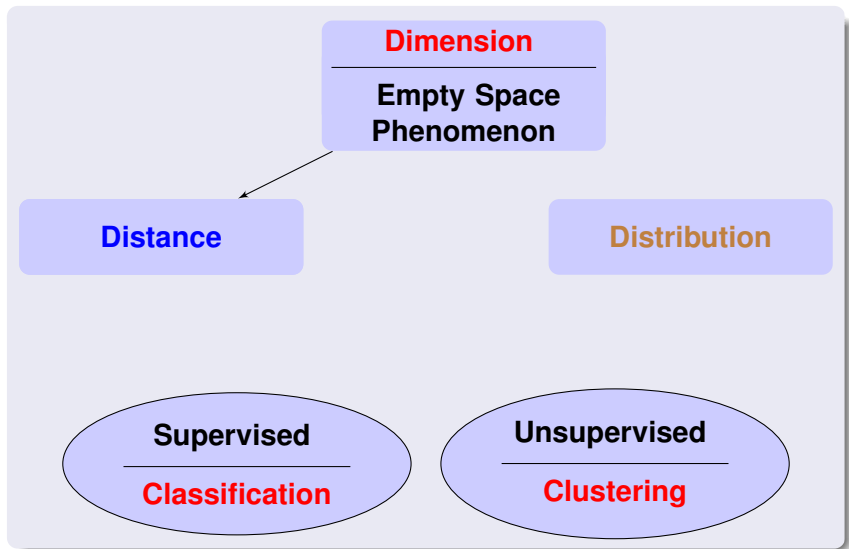 Dimension
Empty Space
Phenomenon
Distance
Distribution
Supervised
Classification
Unsupervised
Clustering